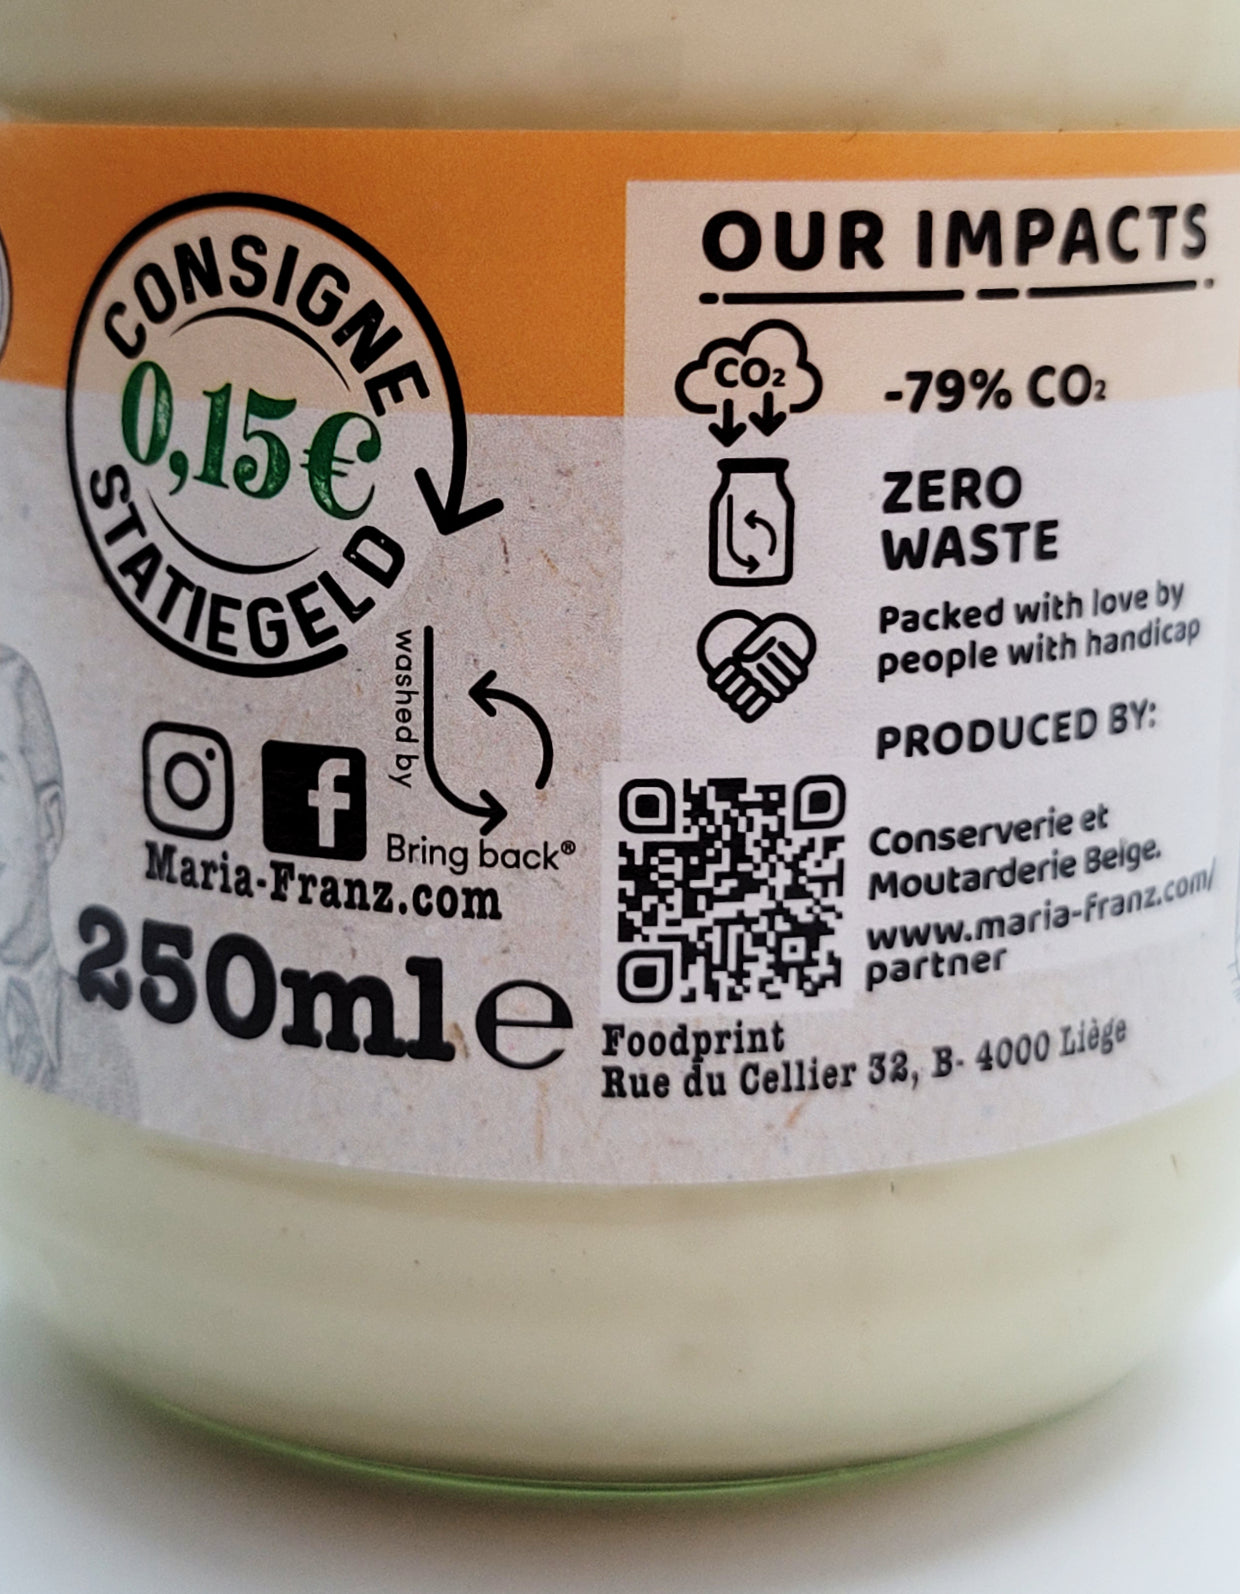 CONSIGNE
0,15€
STATIEGELD
washed by
Bring back®
Maria-Franz.com
250ml e
OUR IMPACTS
CO₂
-79% CO₂
ZERO
WASTE
Packed with love by
people with handicap
PRODUCED BY:
Conserverie et
Moutarderie Belge.
www.maria-franz.com/
partner
Foodprint
Rue du Cellier 32, B- 4000 Liège